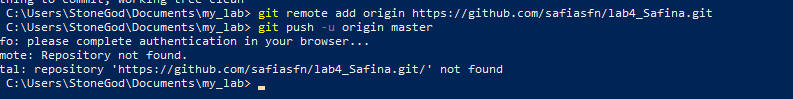 thing to commit, working tree clean
C:\Users\StoneGod\Documents\my_lab> git remote add origin https://github.com/safiasfn/lab4_Safina.git
C:\Users\StoneGod\Documents\my_lab> git push -u origin master
fo: please complete authentication in your browser...
mote: Repository not found.
tal: repository 'https://github.com/safiasfn/lab4_Safina.git/' not found
C:\Users\StoneGod\Documents\my_lab>